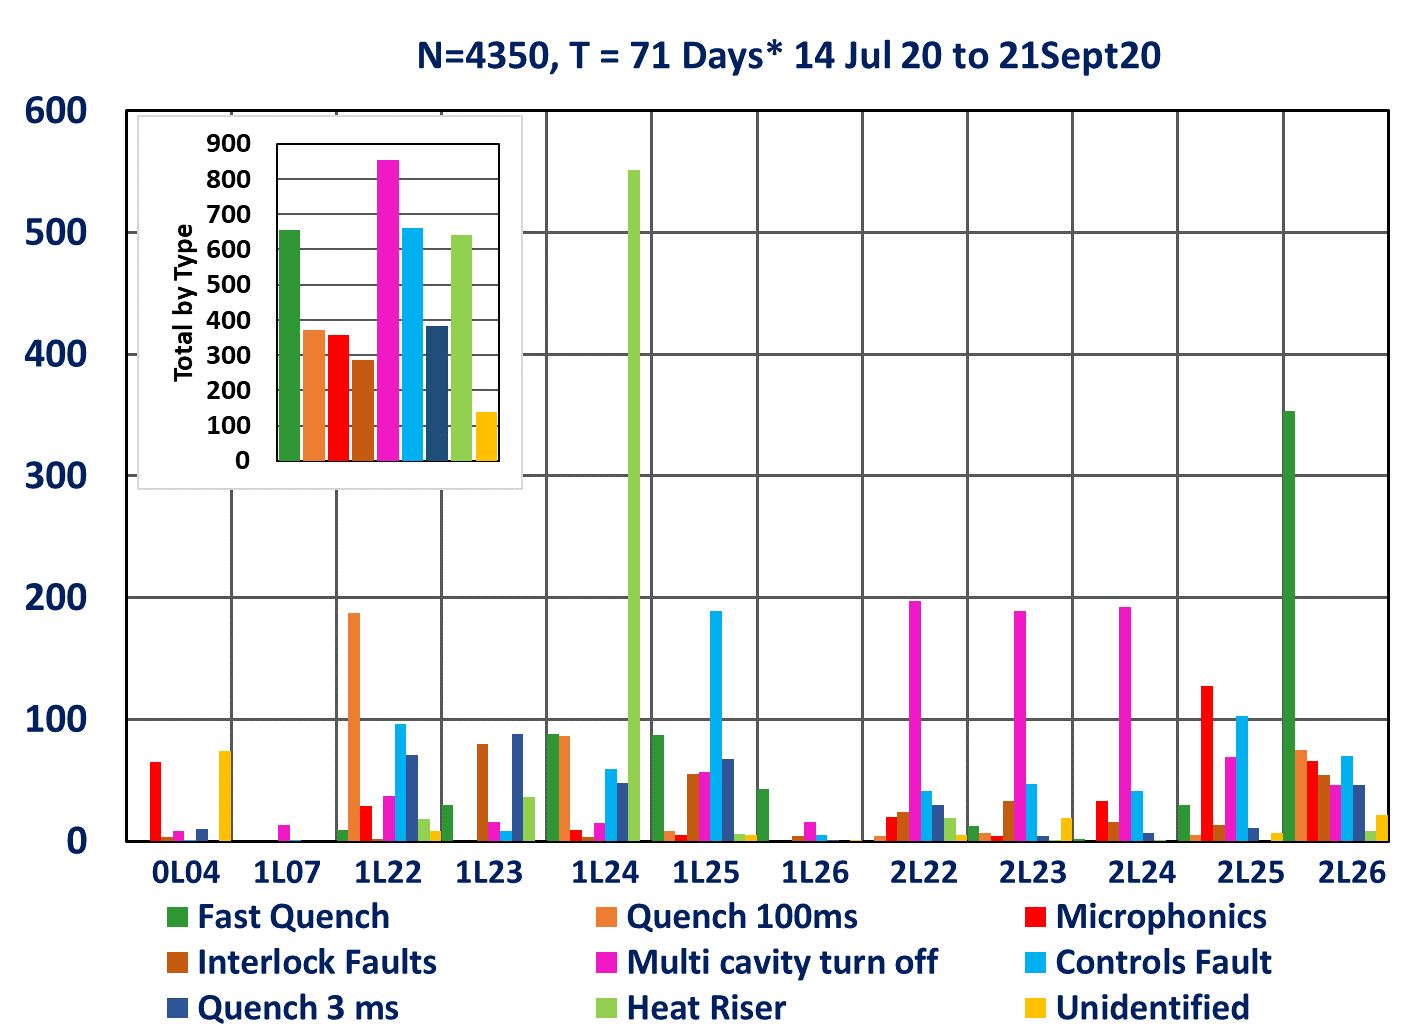 N=4350, T = 71 Days* 14 Jul 20 to 21Sept20
600
500
400
300
200
100
0
Total by Type
900
800
700
600
500
400
300
200
100
0
0L04 1L07 1L22 1L23 1L24 1L25 1L26 2L22 2L23 2L24 2L25 2L26
Fast Quench Quench 100ms Microphonics
Interlock Faults Multi cavity turn off Controls Fault
Quench 3 ms Heat Riser Unidentified